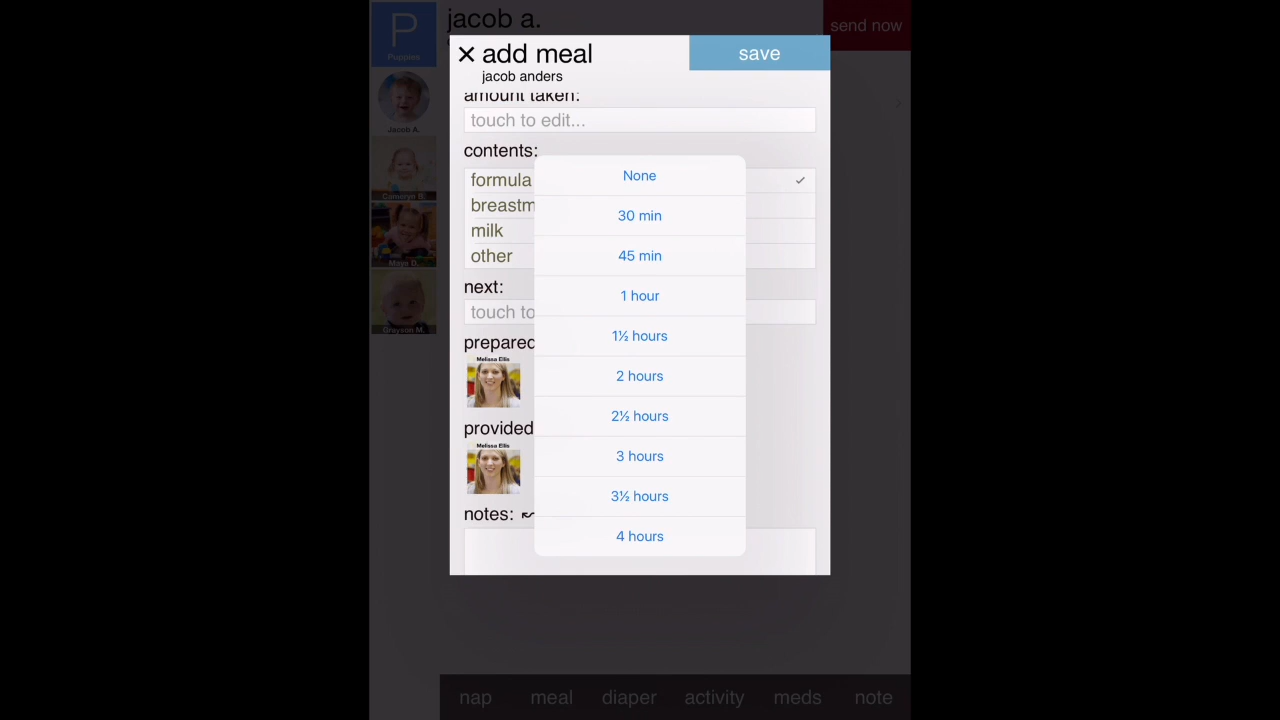 P
Puppies
Jacob A.
Cameryn B.
Maya D.
Grayson M.
jacob a.
send now
add meal
save
jacob anders
amount taken:
touch to edit...
contents:
formula
breastm
milk
other
next:
touch to
prepared
Melissa Ellis
provided
Melissa Ellis
notes:
None
30 min
45 min
1 hour
1½ hours
2 hours
2½ hours
3 hours
3½ hours
4 hours
nap meal diaper activity meds note